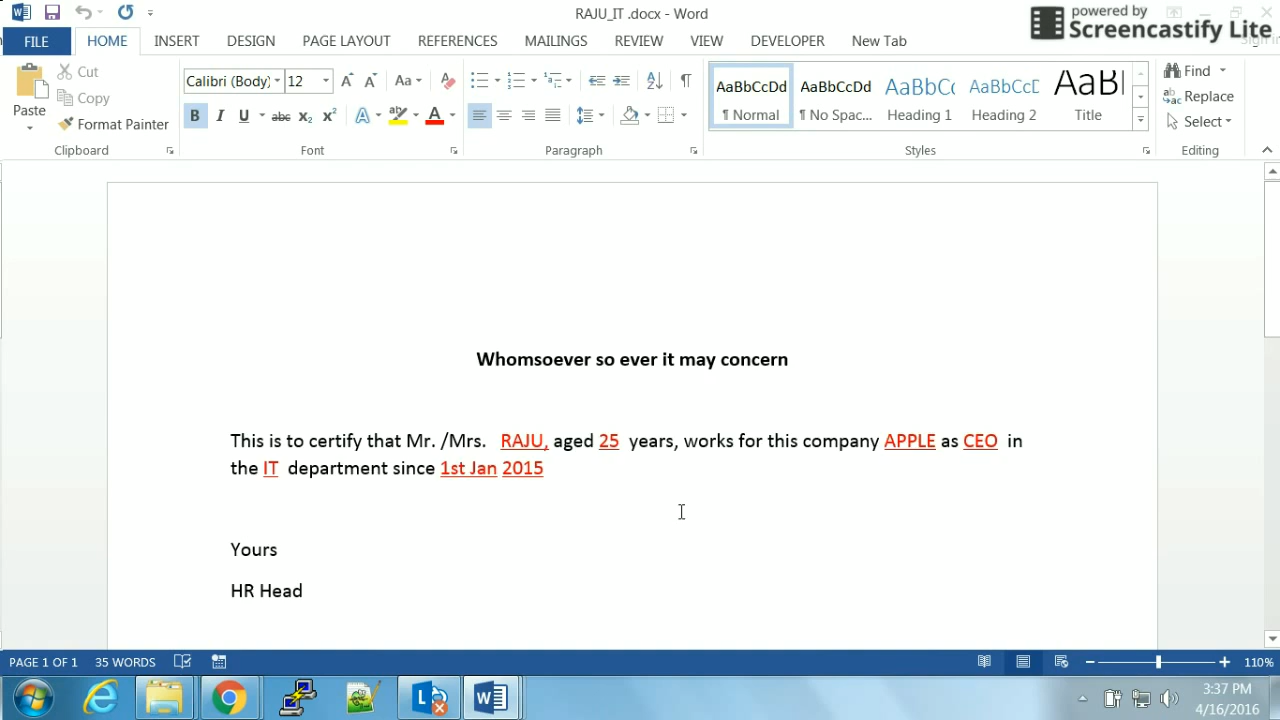 RAJU_IT .docx - Word
powered by
Screencastify Lite
FILE HOME INSERT DESIGN PAGE LAYOUT REFERENCES MAILINGS REVIEW VIEW DEVELOPER New Tab
Paste
Cut
Copy
Format Painter
Clipboard
Calibri (Body) 12
Aa
B I U abc x₂ x² A A
Font
Paragraph
AaBbCcDd AaBbCcDd AaBbCc AaBbCcD AaBl
¶ Normal ¶ No Spac... Heading 1 Heading 2 Title
Styles
Find
Replace
Select
Editing
Whomsoever so ever it may concern
This is to certify that Mr. /Mrs. RAJU, aged 25 years, works for this company APPLE as CEO in
the IT department since 1st Jan 2015
Yours
HR Head
PAGE 1 OF 1 35 WORDS 110%
3:37 PM
4/16/2016